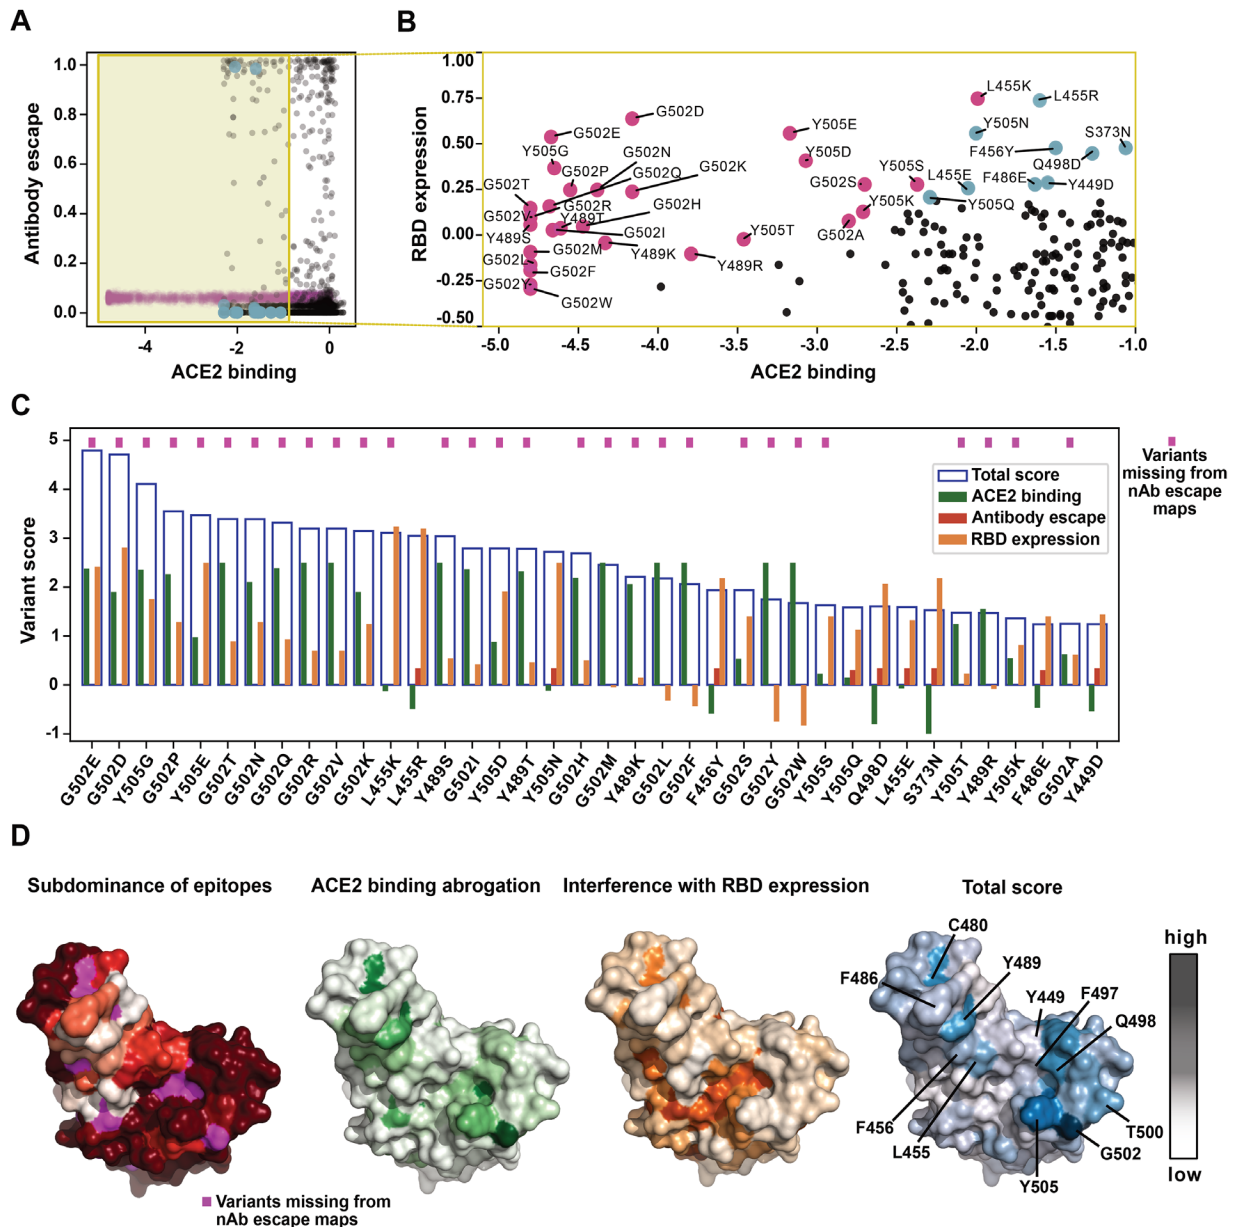 A
Antibody escape
1.0
0.8
0.6
0.4
0.2
0.0
-4
-2
0
ACE2 binding
B
RBD expression
1.00
0.75
0.50
0.25
0.00
-0.25
-0.50
-5.0
-4.5
-4.0
-3.5
-3.0
-2.5
-2.0
-1.5
-1.0
ACE2 binding
L455K
L455R
G502D
G502E
Y505E
Y505N
S373N
Y505G
G502N
Y505D
F456Y
Q498D
G502P
G502Q
G502K
Y505S
L455E
F486E
G502T
G502S
Y449D
G502R
G502H
Y505K
Y505Q
G502V
Y489T
Y489S
G502I
G502A
Y505T
G502M
Y489K
Y489R
G502L
G502F
G502Y
G502W
C
Variant score
5
4
3
2
1
0
-1
Total score
ACE2 binding
Antibody escape
RBD expression
Variants
missing from
nAb escape
maps
G502E
G502D
Y505G
G502P
Y505E
G502T
G502N
G502Q
G502R
G502V
G502K
L455K
L455R
Y489S
G502I
Y505D
Y489T
Y505N
G502H
G502M
Y489K
G502L
G502F
F456Y
G502S
G502Y
G502W
Y505S
Y505Q
Q498D
L455E
S373N
Y505T
Y489R
Y505K
F486E
G502A
Y449D
D
Subdominance of epitopes
ACE2 binding abrogation
Interference with RBD expression
Total score
C480
Y489
F486
Y449
F497
Q498
F456
L455
T500
G502
Y505
high
low
Variants missing from
nAb escape maps